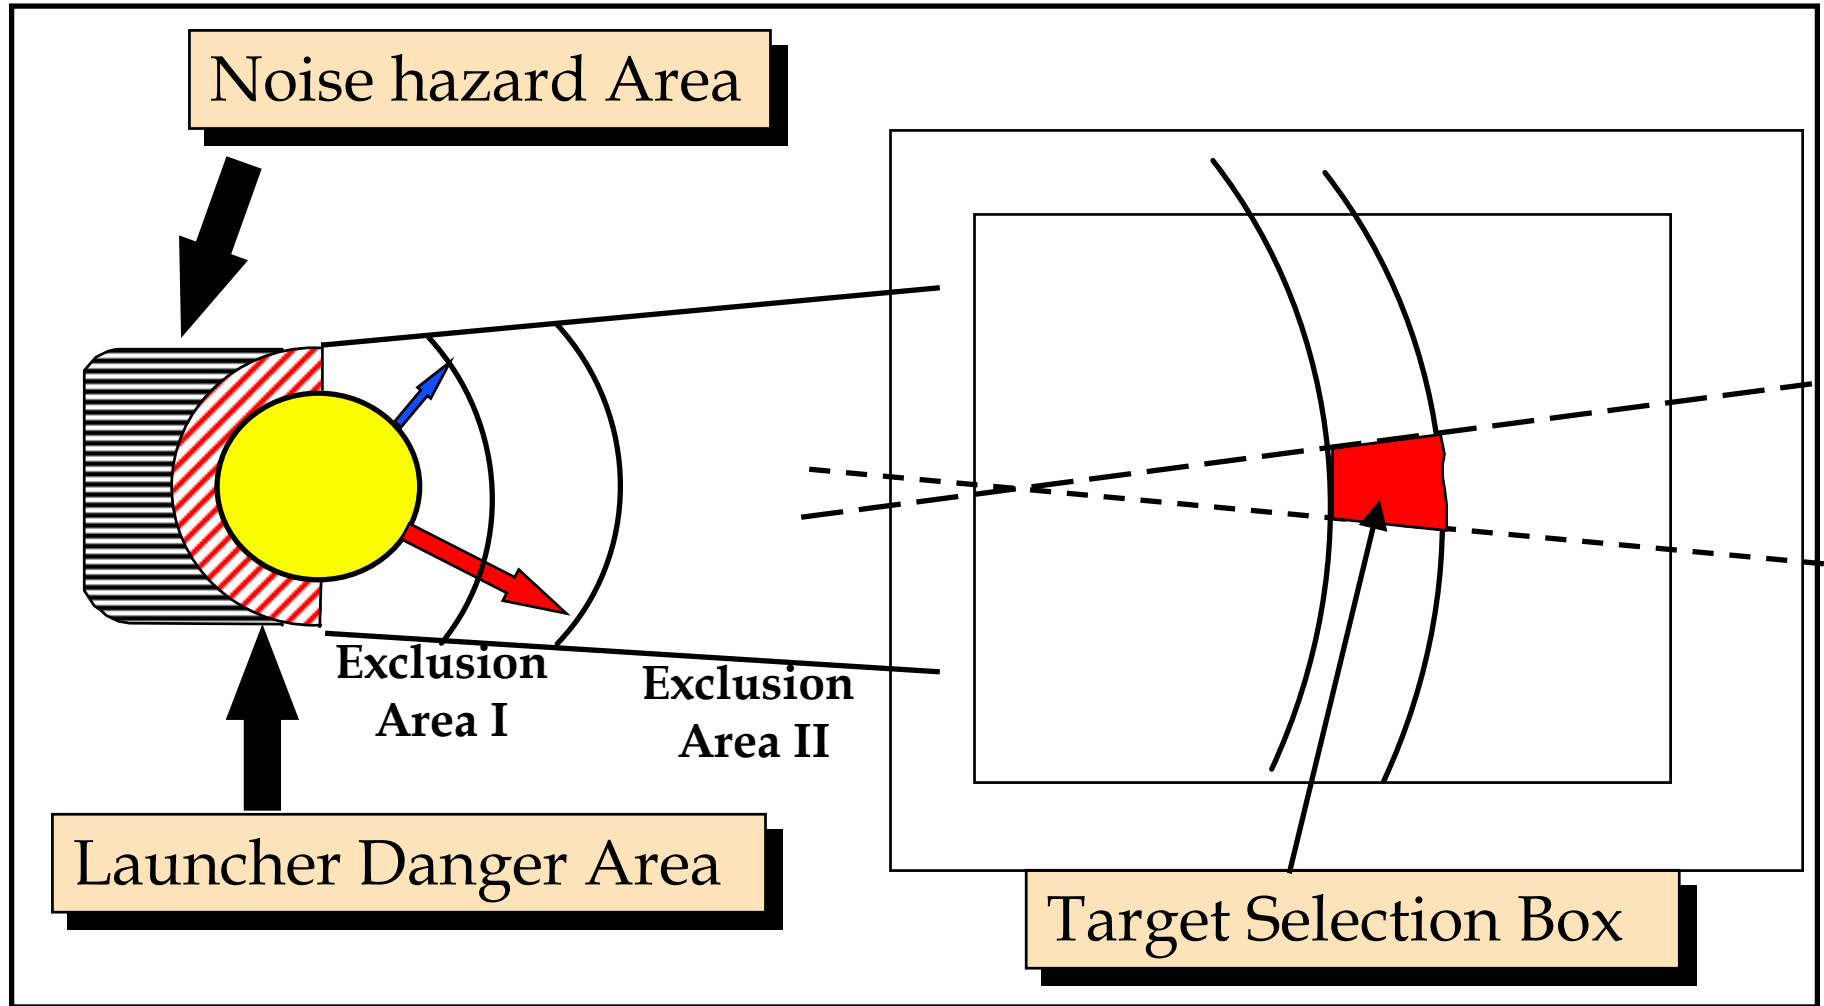 Noise hazard Area
Exclusion
Area I
Exclusion
Area II
Launcher Danger Area
Target Selection Box